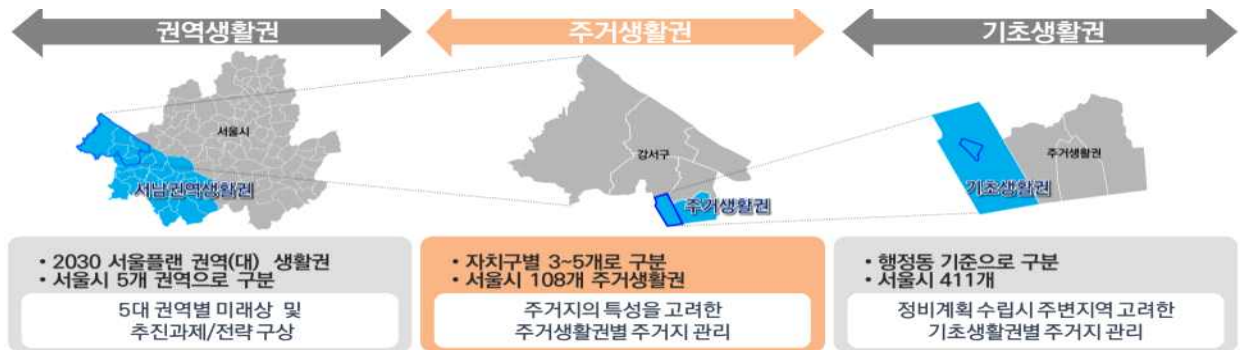 권역생활권
주거생활권
기초생활권
서울시
서남권역생활권
강서구
주거생활권
주거생활권
기초생활권
• 2030 서울플랜 권역(대) 생활권
• 서울시 5개 권역으로 구분
5대 권역별 미래상 및
추진과제/전략 구상
• 자치구별 3~5개로 구분
• 서울시 108개 주거생활권
주거지의 특성을 고려한
주거생활권별 주거지 관리
• 행정동 기준으로 구분
• 서울시 411개
정비계획 수립시 주변지역 고려한
기초생활권별 주거지 관리